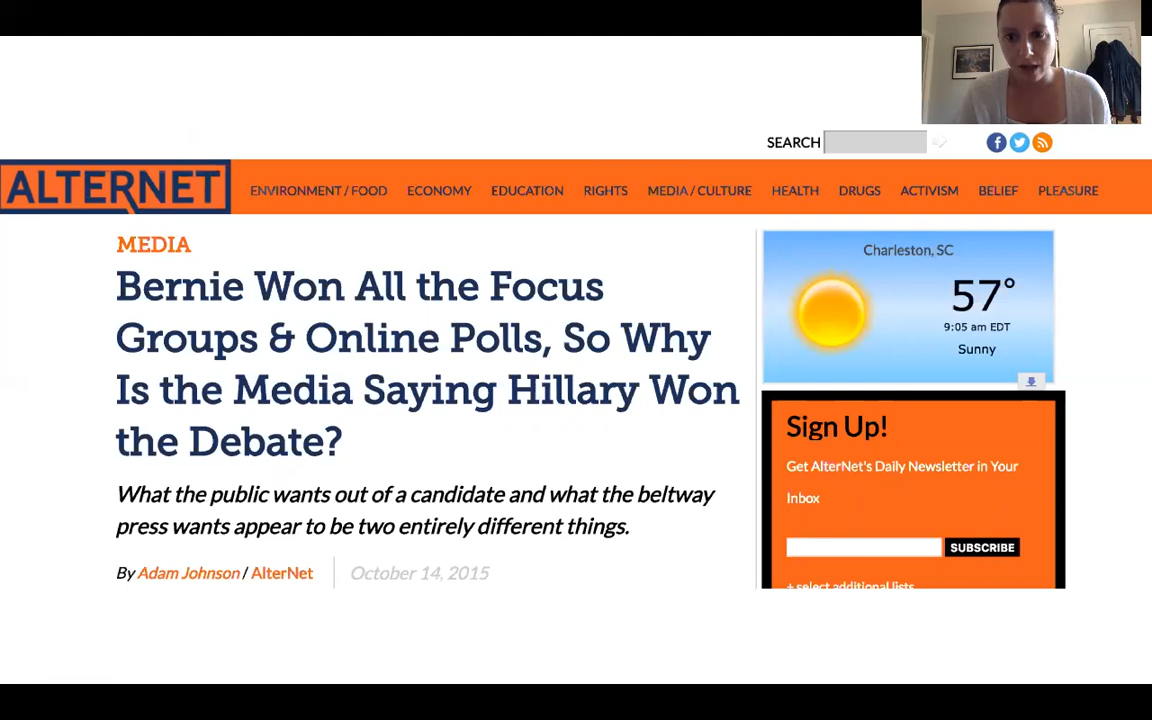 SEARCH
ALTERNET
ENVIRONMENT / FOOD ECONOMY EDUCATION RIGHTS MEDIA / CULTURE HEALTH DRUGS ACTIVISM BELIEF PLEASURE
MEDIA
Bernie Won All the Focus
Groups & Online Polls, So Why
Is the Media Saying Hillary Won
the Debate?
What the public wants out of a candidate and what the beltway
press wants appear to be two entirely different things.
By Adam Johnson / AlterNet October 14, 2015
Charleston, SC
57°
9:05 am EDT
Sunny
Sign Up!
Get AlterNet's Daily Newsletter in Your
Inbox
SUBSCRIBE
+ select additional lists